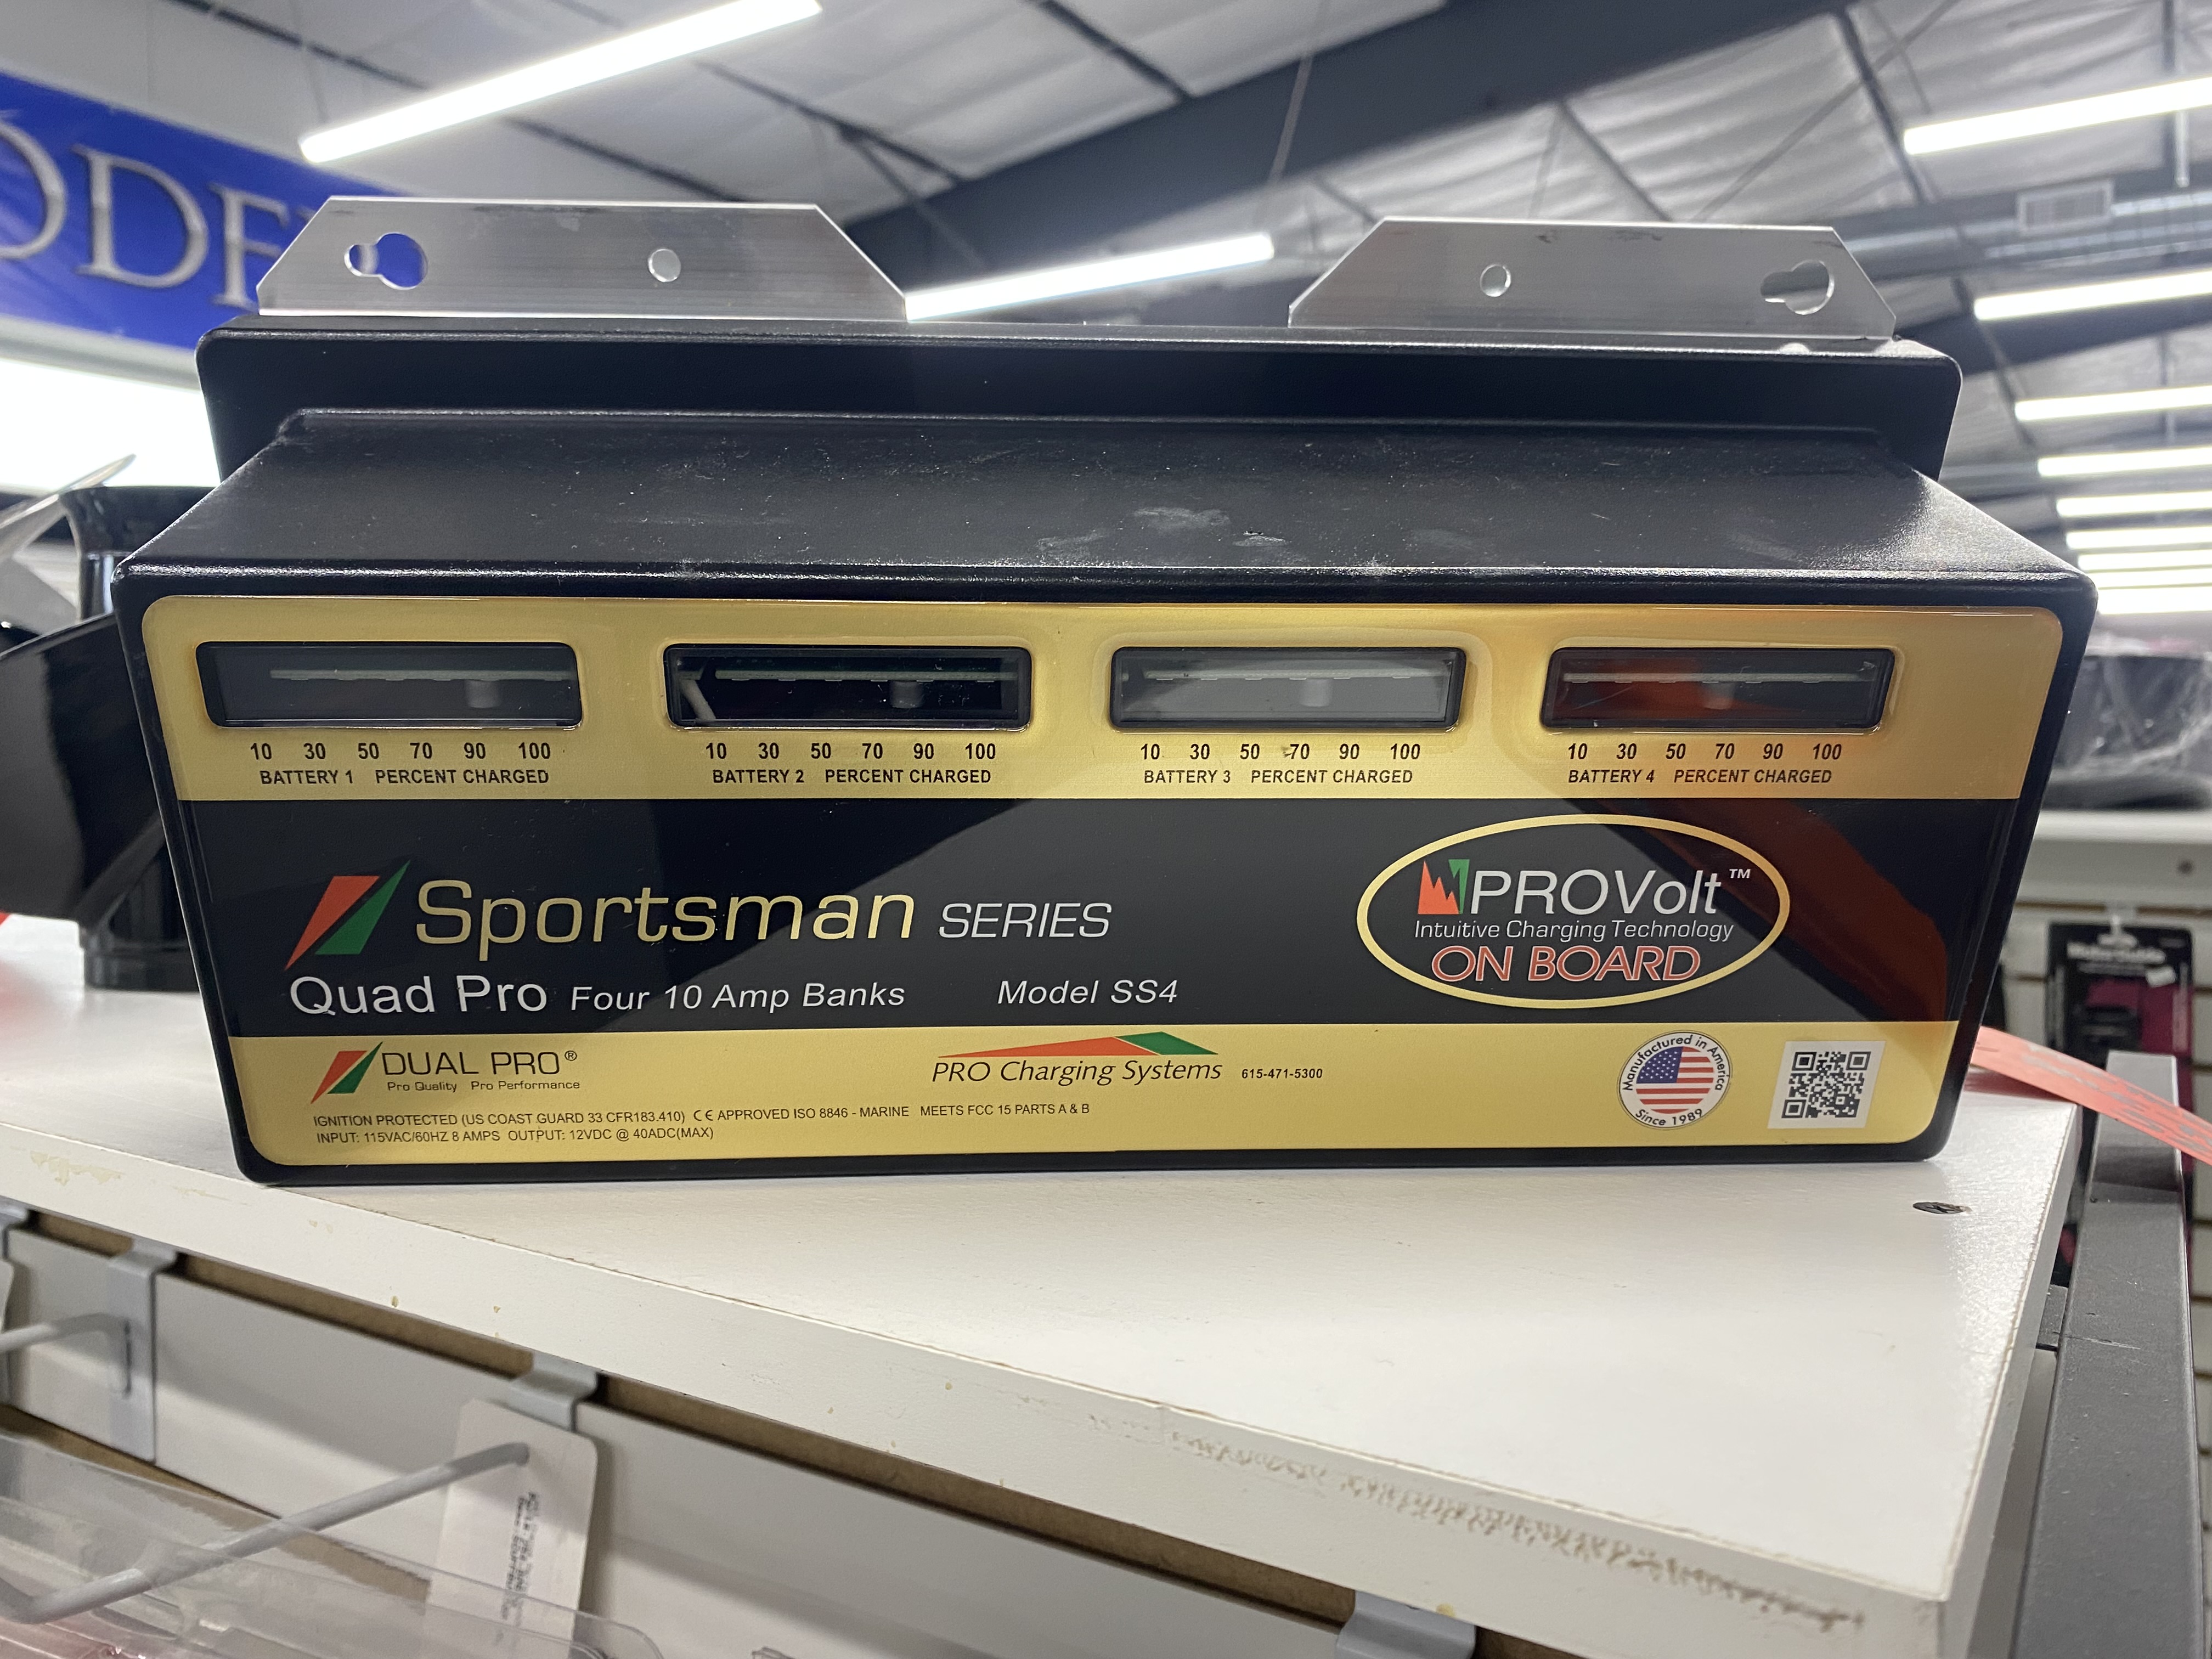 ODE
10 30 50 70 90 100
BATTERY 1 PERCENT CHARGED
10 30 50 70 90 100
BATTERY 2 PERCENT CHARGED
10 30 50 70 90 100
BATTERY 3 PERCENT CHARGED
10 30 50 70 90 100
BATTERY 4 PERCENT CHARGED
Sportsman SERIES
Quad Pro Four 10 Amp Banks Model SS4
PROVolt™
Intuitive Charging Technology
ON BOARD
DUAL PRO®
Pro Quality Pro Performance
PRO Charging Systems 615-471-5300
Manufactured in America
Since 1989
IGNITION PROTECTED (US COAST GUARD 33 CFR183.410) CE APPROVED ISO 8846 - MARINE MEETS FCC 15 PARTS A & B
INPUT: 115VAC/60HZ 8 AMPS OUTPUT: 12VDC @ 40ADC(MAX)